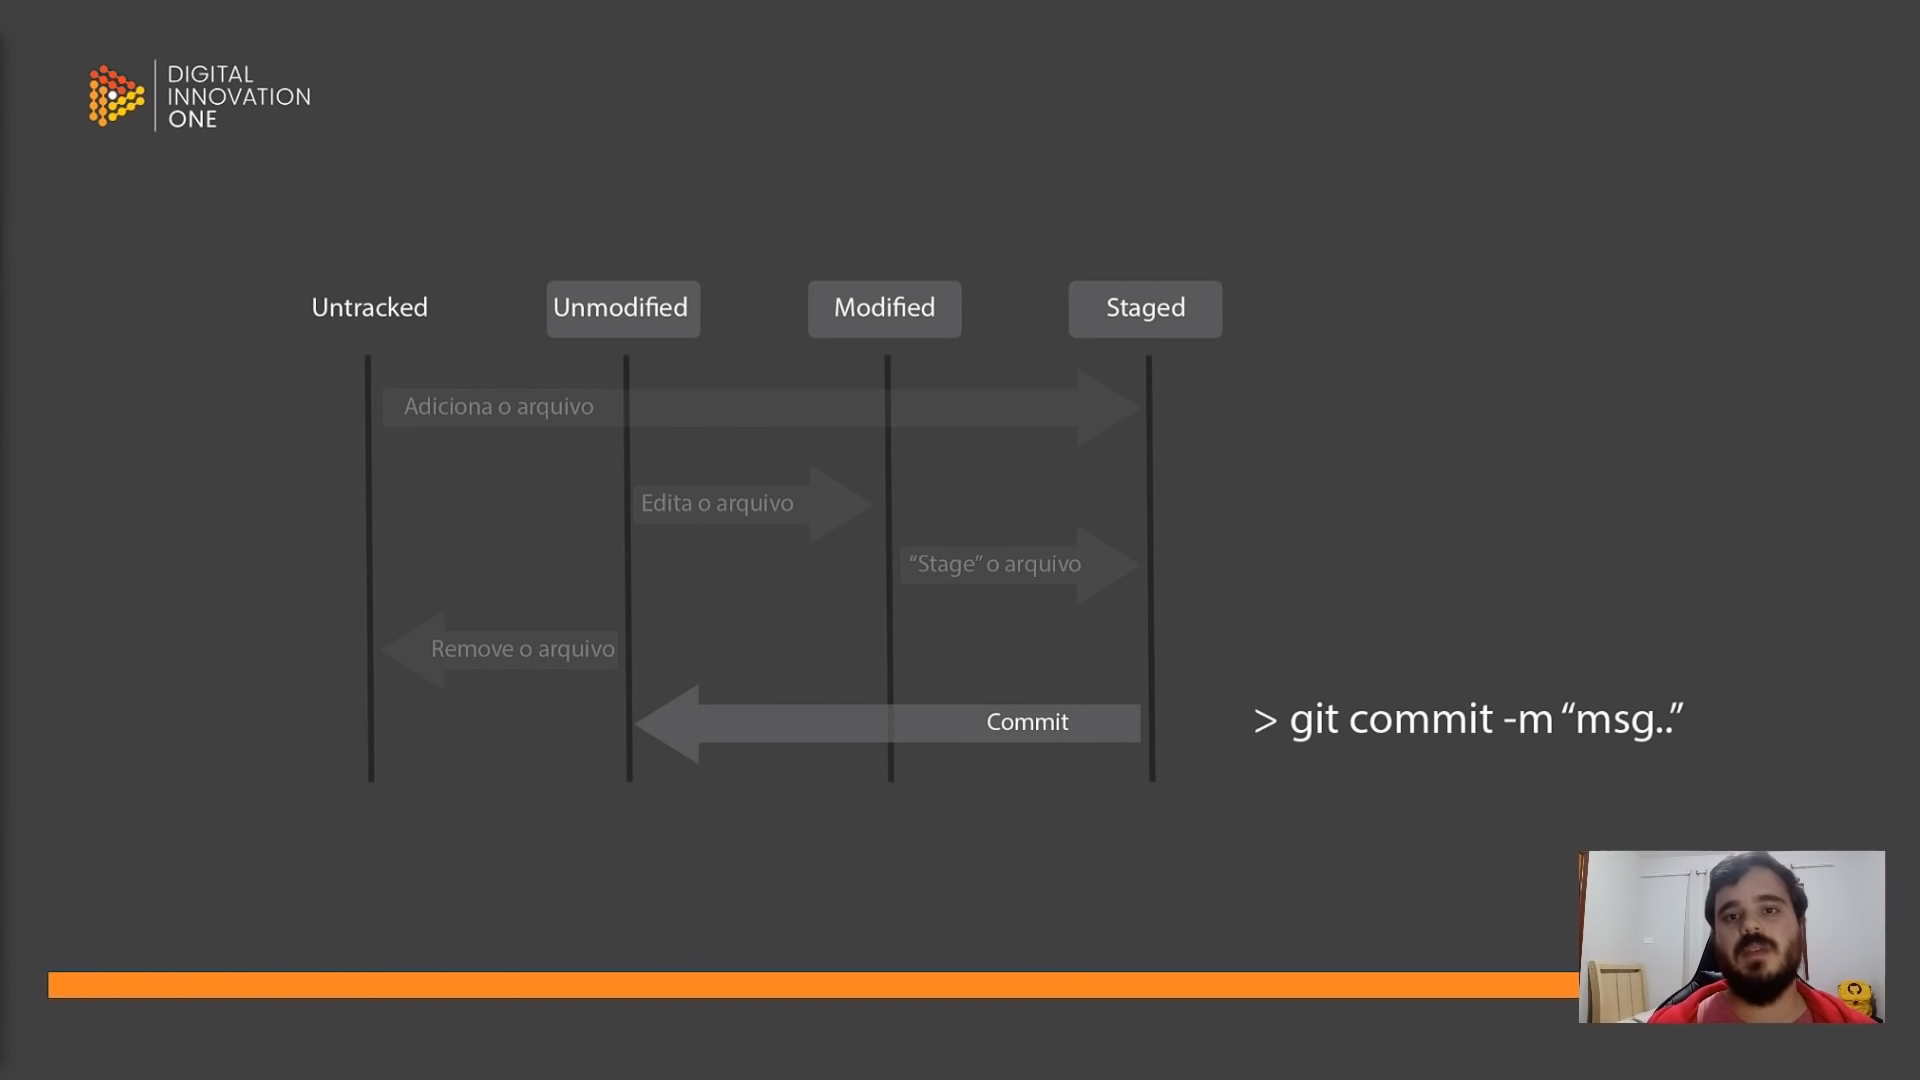 DIGITAL
INNOVATION
ONE
Untracked
Unmodified
Modified
Staged
Adiciona o arquivo
Edita o arquivo
“Stage” o arquivo
Remove o arquivo
Commit
> git commit -m “msg..”